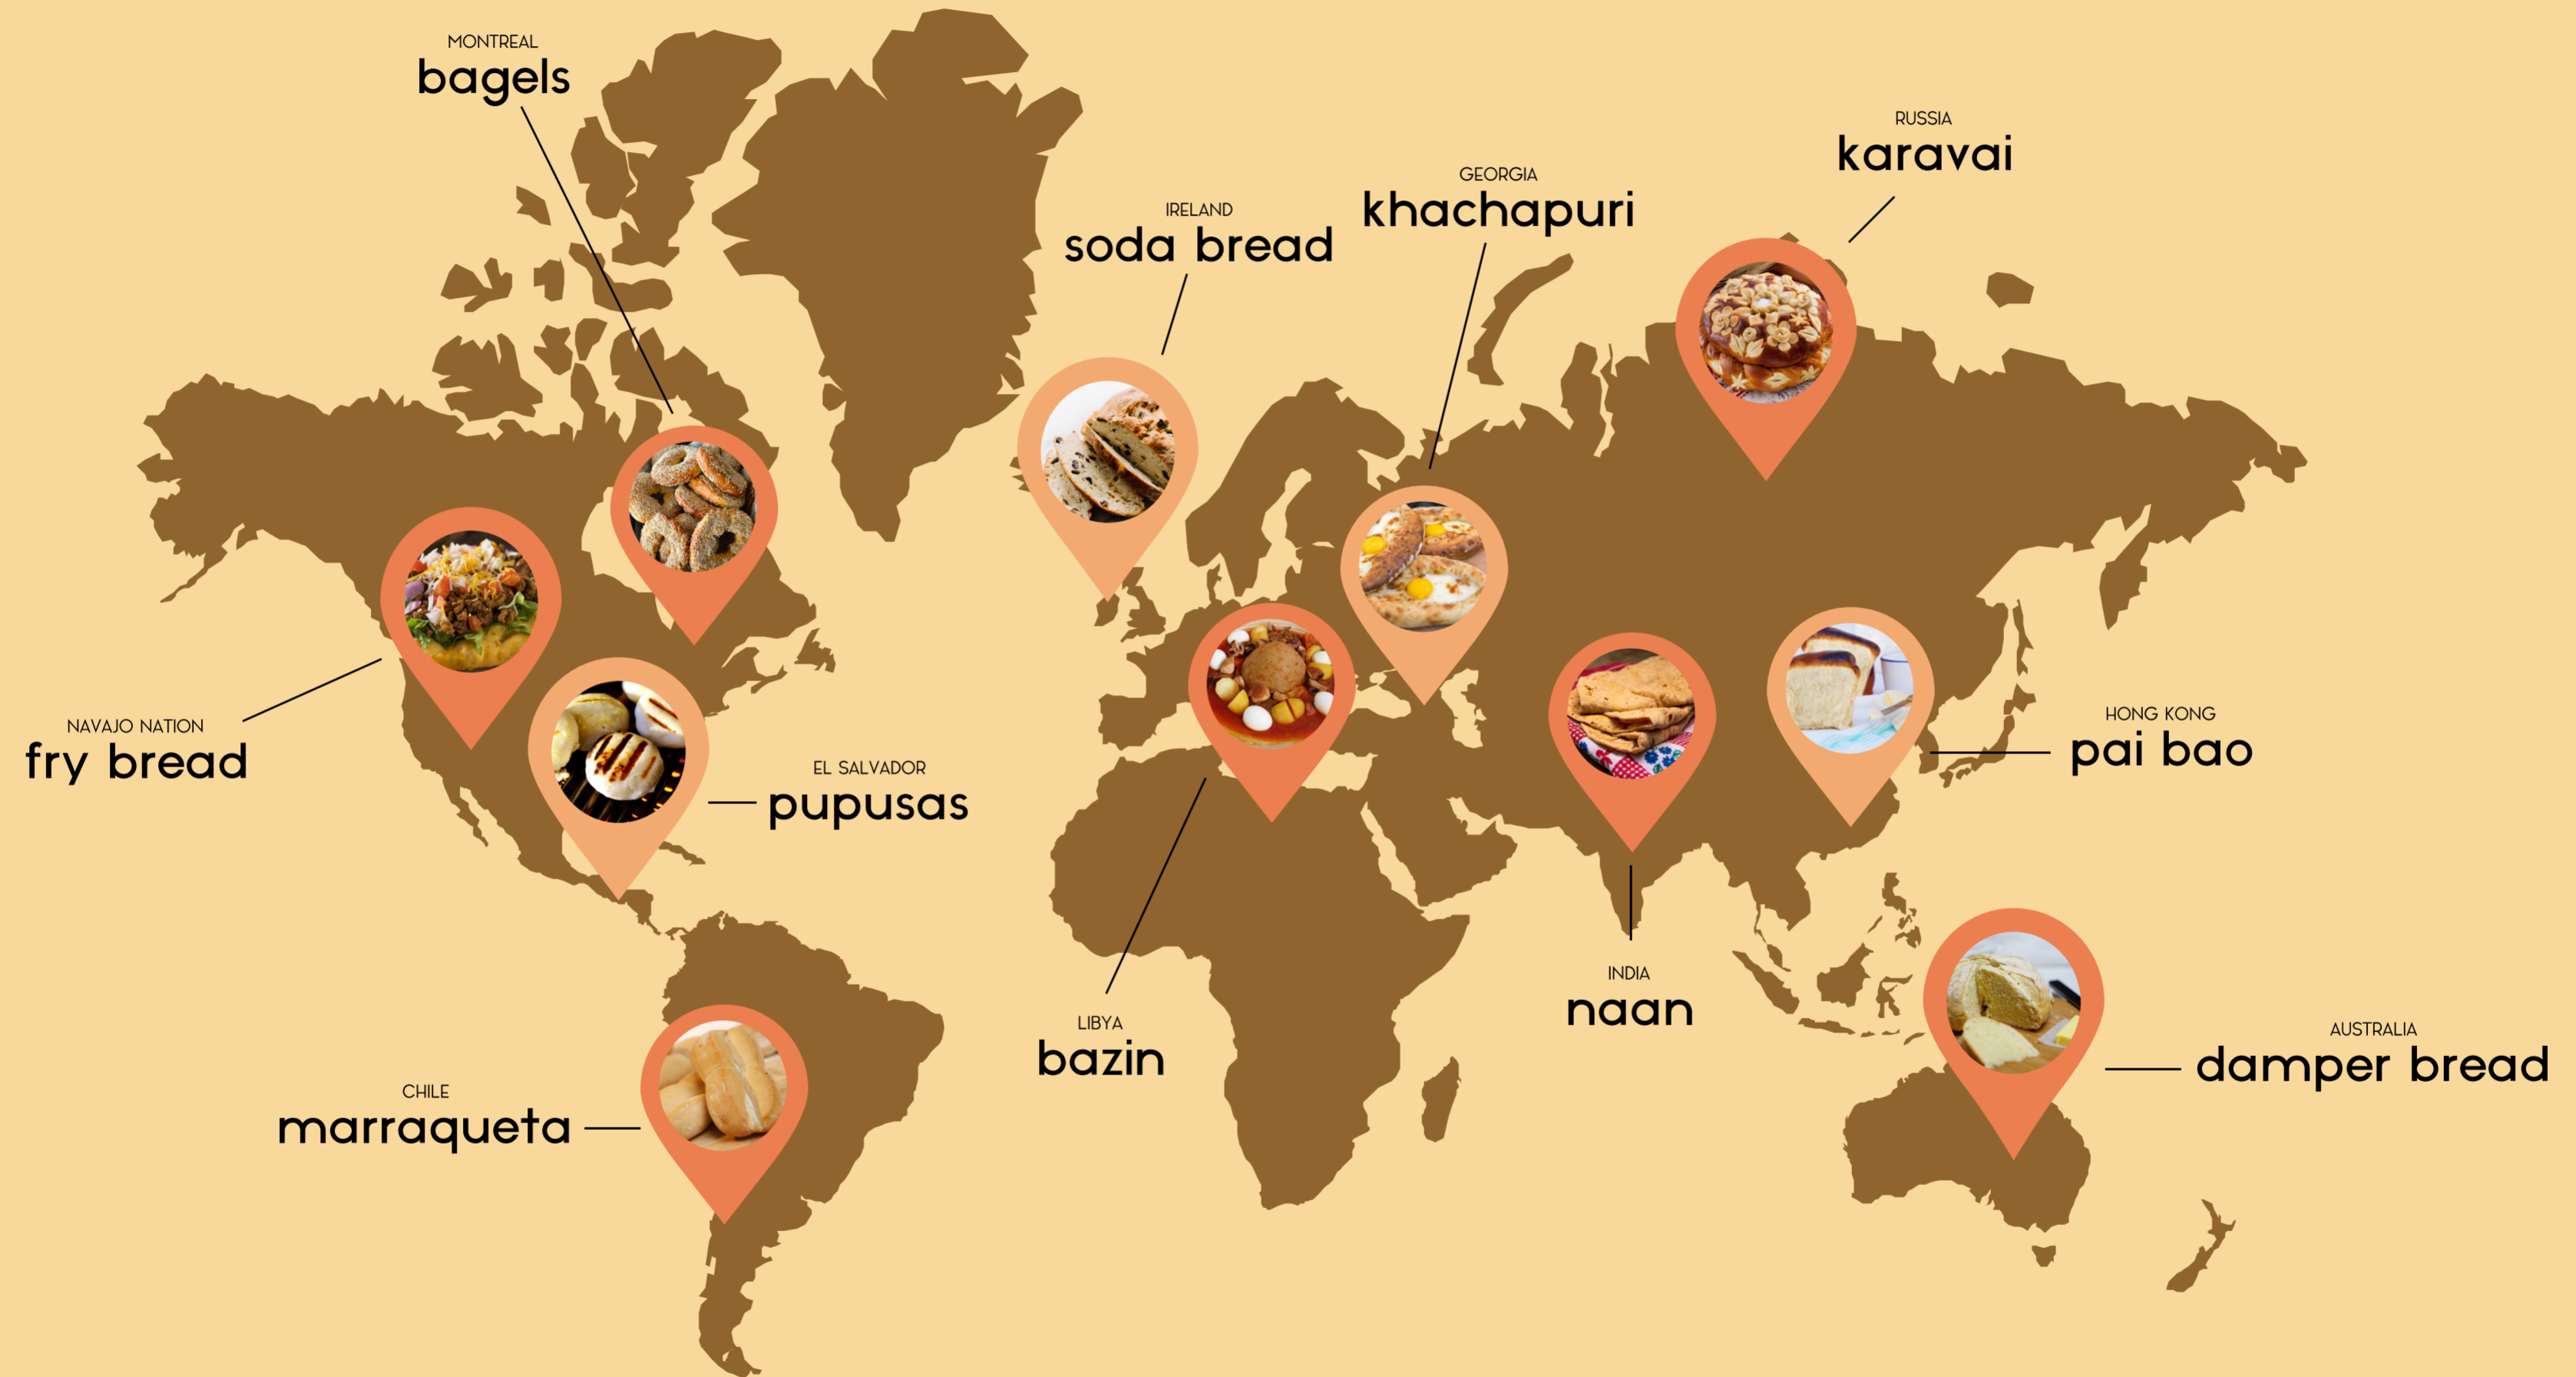 MONTREAL
bagels
RUSSIA
karavai
GEORGIA
khachapuri
IRELAND
soda bread
NAVAJO NATION
fry bread
EL SALVADOR
pupusas
HONG KONG
pai bao
INDIA
naan
LIBYA
bazin
AUSTRALIA
damper bread
CHILE
marraqueta